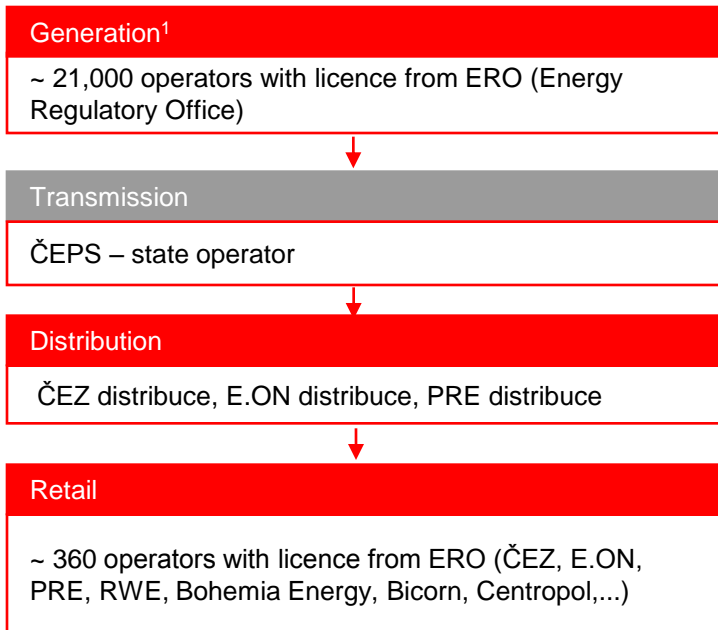 Generation¹
~ 21,000 operators with licence from ERO (Energy
Regulatory Office)
Transmission
ČEPS – state operator
Distribution
ČEZ distribuce, E.ON distribuce, PRE distribuce
Retail
~ 360 operators with licence from ERO (ČEZ, E.ON,
PRE, RWE, Bohemia Energy, Bicorn, Centropol,...)